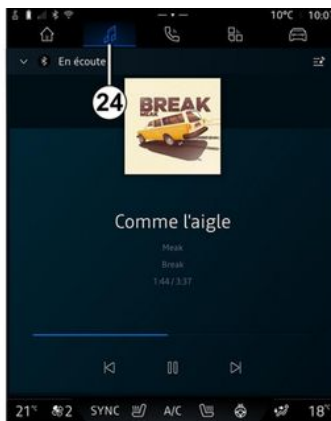 10°C 10:0
En écoute
24
BREAK
MEAK
Comme l'aigle
Meak
Break
1:44 / 3:37
21°C 2 SYNC A/C 18°